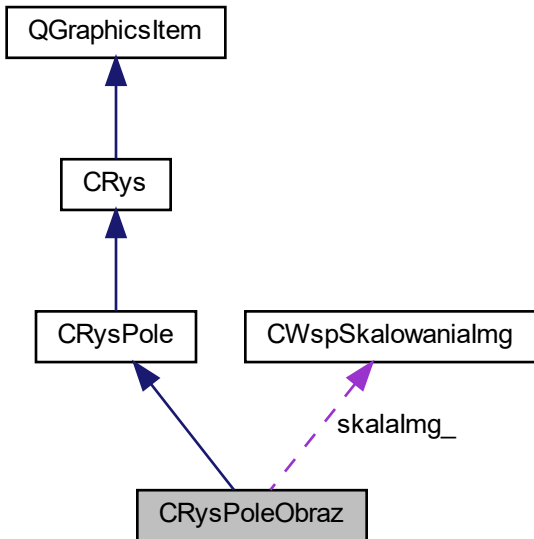 QGraphicsItem
CRys
CRysPole
CWspSkalowaniaImg
skalaImg_
CRysPoleObraz